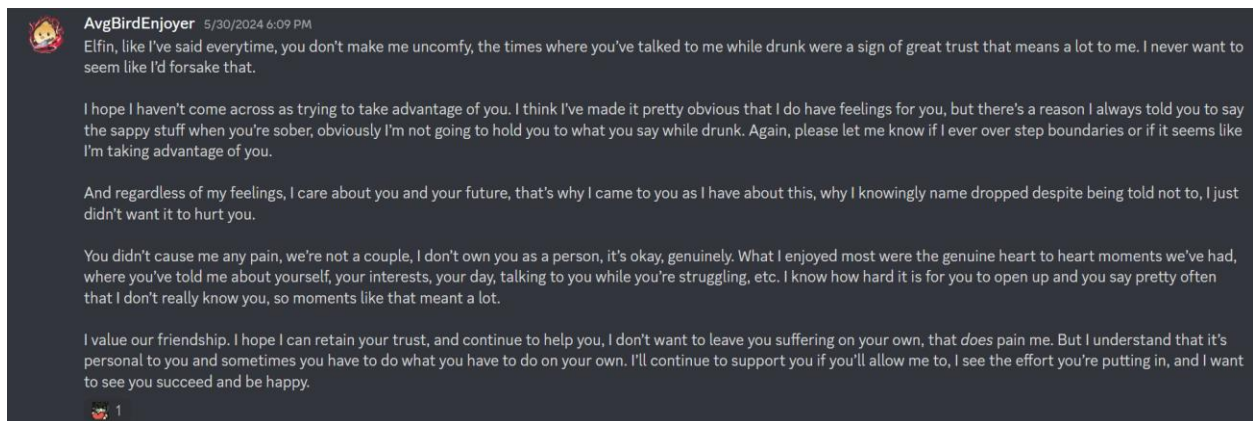 AvgBirdEnjoyer 5/30/2024 6:09 PM
Elfin, like I've said everytime, you don't make me uncomfy, the times where you've talked to me while drunk were a sign of great trust that means a lot to me. I never want to
seem like I'd forsake that.
I hope I haven't come across as trying to take advantage of you. I think I've made it pretty obvious that I do have feelings for you, but there's a reason I always told you to say
the sappy stuff when you're sober, obviously I'm not going to hold you to what you say while drunk. Again, please let me know if I ever over step boundaries or if it seems like
I'm taking advantage of you.
And regardless of my feelings, I care about you and your future, that's why I came to you as I have about this, why I knowingly name dropped despite being told not to, I just
didn't want it to hurt you.
You didn't cause me any pain, we're not a couple, I don't own you as a person, it's okay, genuinely. What I enjoyed most were the genuine heart to heart moments we've had,
where you've told me about yourself, your interests, your day, talking to you while you're struggling, etc. I know how hard it is for you to open up and you say pretty often
that I don't really know you, so moments like that meant a lot.
I value our friendship. I hope I can retain your trust, and continue to help you, I don't want to leave you suffering on your own, that does pain me. But I understand that it's
personal to you and sometimes you have to do what you have to do on your own. I'll continue to support you if you'll allow me to, I see the effort you're putting in, and I want
to see you succeed and be happy.
1